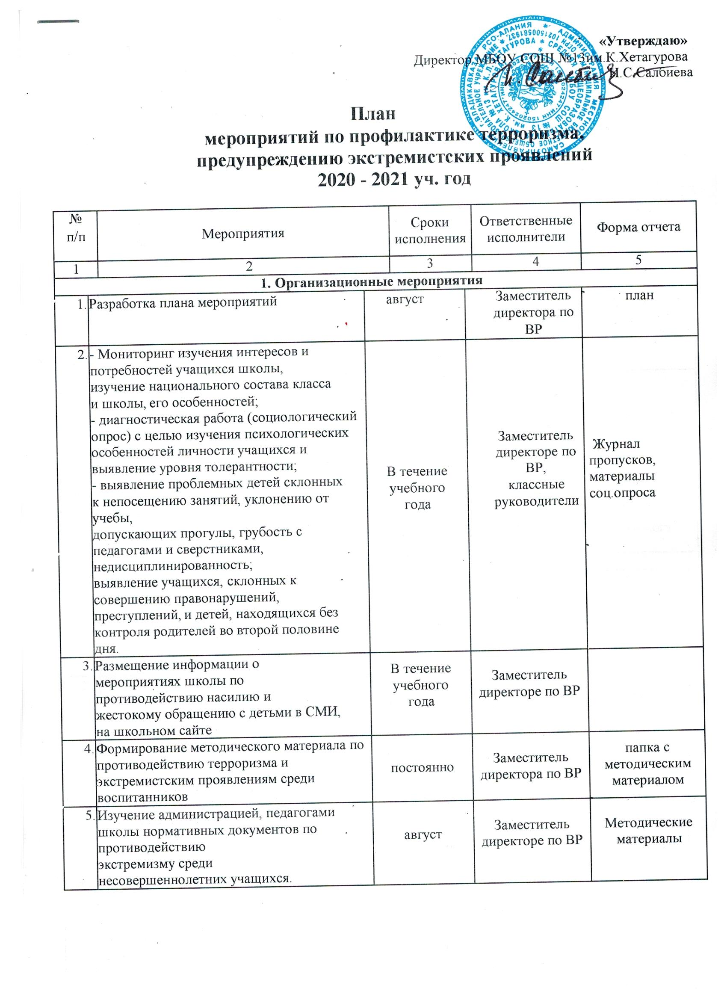 «Утверждаю»
Директор МБОУ СОШ №13им.К.Хетагурова
И.С.Салбиева
План
мероприятий по профилактике терроризма,
предупреждению экстремистских проявлений
2020 - 2021 уч. год
№
п/п
Мероприятия
Сроки
исполнения
Ответственные
исполнители
Форма отчета
1
2
3
4
5
1. Организационные мероприятия
1.
Разработка плана мероприятий
август
Заместитель
директора по
ВР
план
2.
- Мониторинг изучения интересов и
потребностей учащихся школы,
изучение национального состава класса
и школы, его особенностей;
- диагностическая работа (социологический
опрос) с целью изучения психологических
особенностей личности учащихся и
выявление уровня толерантности;
- выявление проблемных детей склонных
к непосещению занятий, уклонению от
учебы,
допускающих прогулы, грубость с
педагогами и сверстниками,
недисциплинированность;
выявление учащихся, склонных к
совершению правонарушений,
преступлений, и детей, находящихся без
контроля родителей во второй половине
дня.
В течение
учебного
года
Заместитель
директоре по
ВР,
классные
руководители
Журнал
пропусков,
материалы
соц.опроса
3.
Размещение информации о
мероприятиях школы по
противодействию насилию и
жестокому обращению с детьми в СМИ,
на школьном сайте
В течение
учебного
года
Заместитель
директоре по ВР
4.
Формирование методического материала по
противодействию терроризма и
экстремистским проявлениям среди
воспитанников
постоянно
Заместитель
директора по ВР
папка с
методическим
материалом
5.
Изучение администрацией, педагогами
школы нормативных документов по
противодействию
экстремизму среди
несовершеннолетних учащихся.
август
Заместитель
директоре по ВР
Методические
материалы